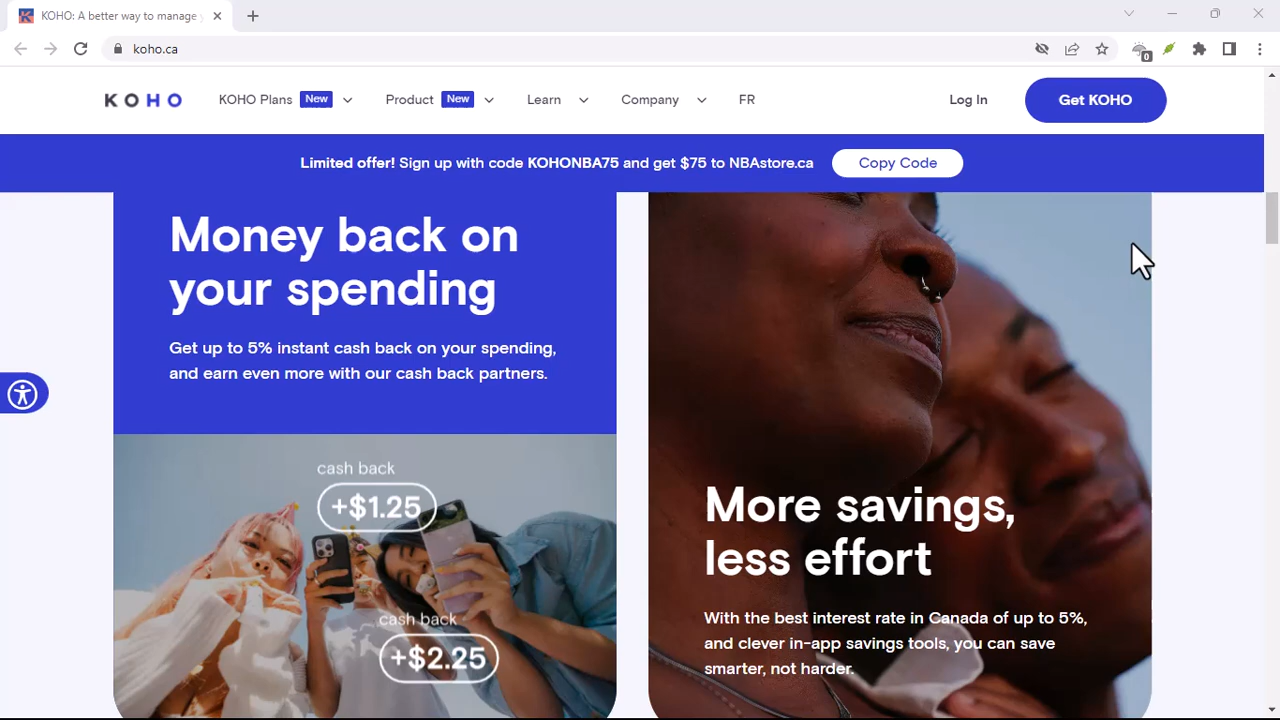 KOHO: A better way to manage
koho.ca
0
KOHO
KOHO Plans New
Product New
Learn
Company
FR
Log In
Get KOHO
Limited offer! Sign up with code KOHONBA75 and get $75 to NBAstore.ca
Copy Code
Money back on
your spending
Get up to 5% instant cash back on your spending,
and earn even more with our cash back partners.
cash back
+$1.25
cash back
+$2.25
More savings,
less effort
With the best interest rate in Canada of up to 5%,
and clever in-app savings tools, you can save
smarter, not harder.